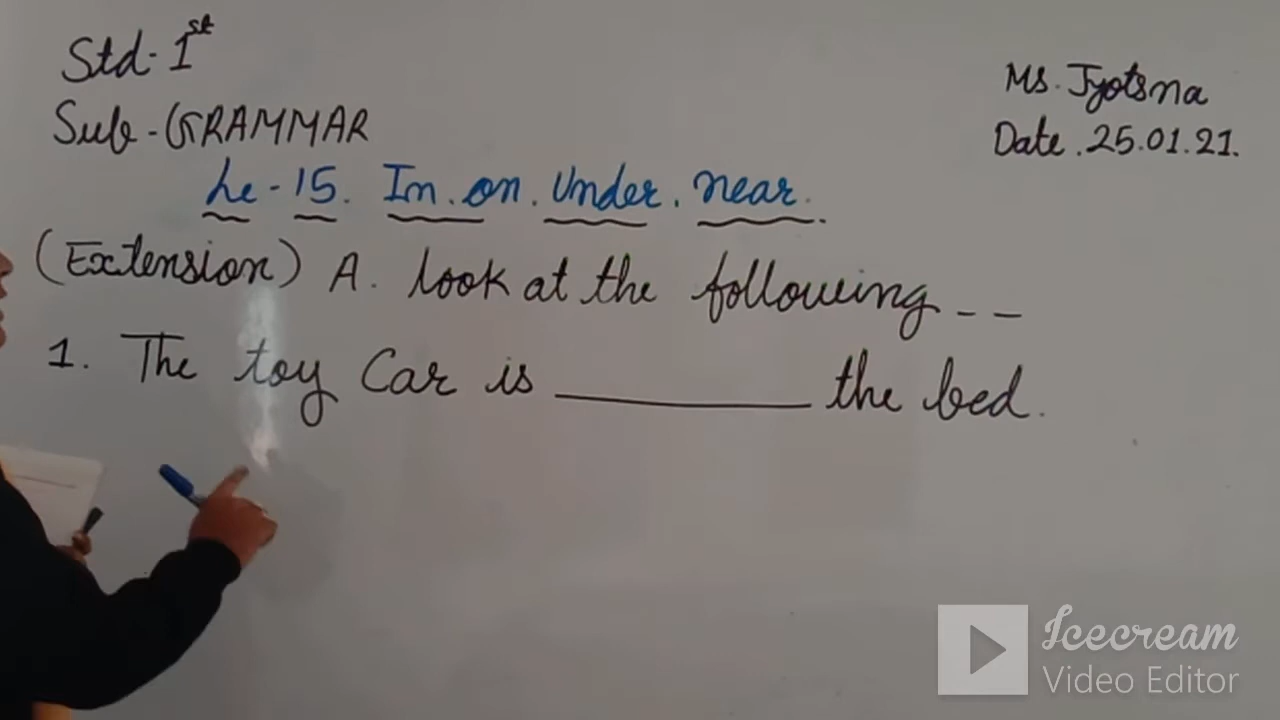 Std- 1st
Sub- GRAMMAR
Ms. Jyotsna
Date. 25.01.21.
Le- 15. In. on. Under. near.
(Extension) A. look at the following --
1. The toy Car is ________ the bed.
Icecream
Video Editor